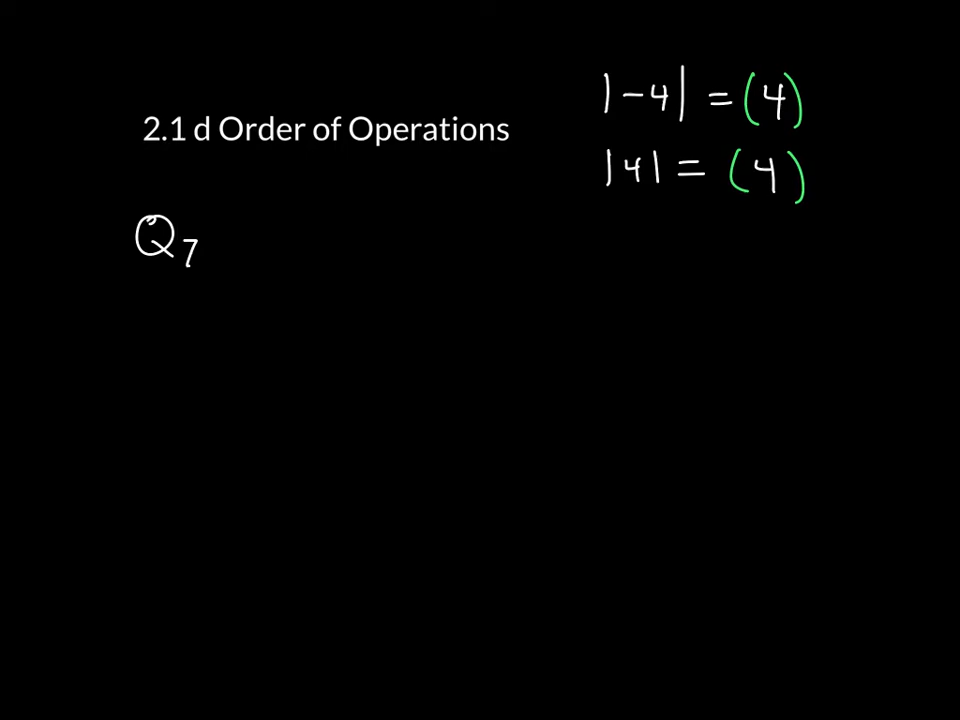 2.1 d Order of Operations
|-4| = (4)
|4| = (4)
Q7